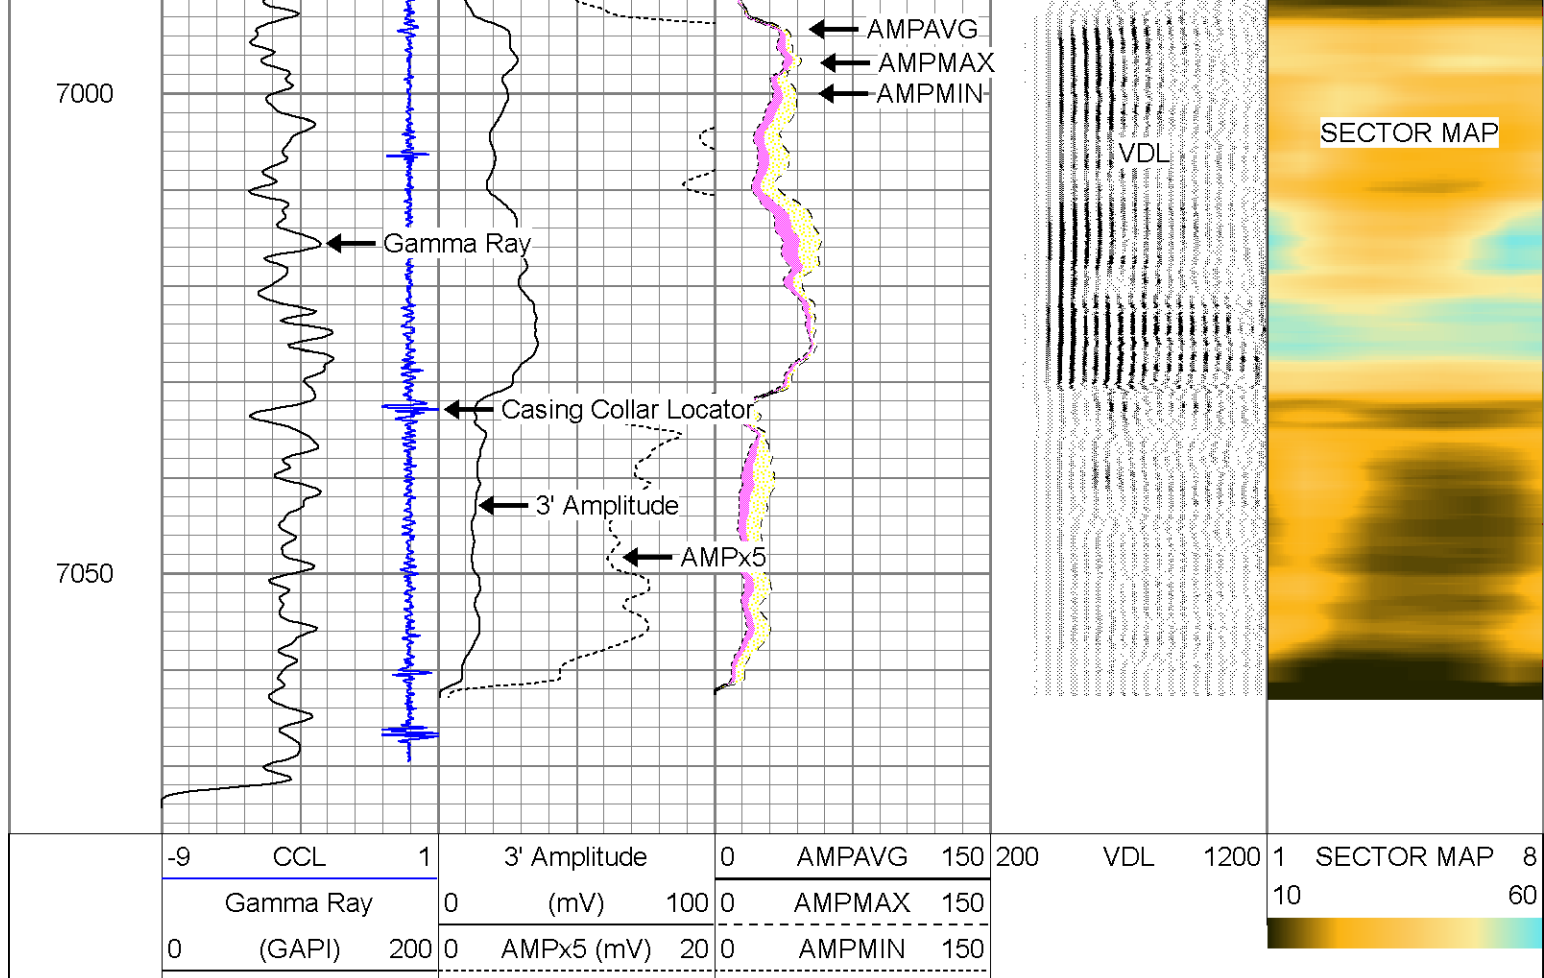 AMPAVG
AMPMAX
7000
AMPMIN
SECTOR MAP
VDL
Gamma Ray
Casing Collar Locator
3' Amplitude
AMPx5
7050
-9 CCL 1 3' Amplitude 0 AMPAVG 150 200 VDL 1200 1 SECTOR MAP 8
Gamma Ray 0 (mV) 100 0 AMPMAX 150 10 60
0 (GAPI) 200 0 AMPx5 (mV) 20 0 AMPMIN 150